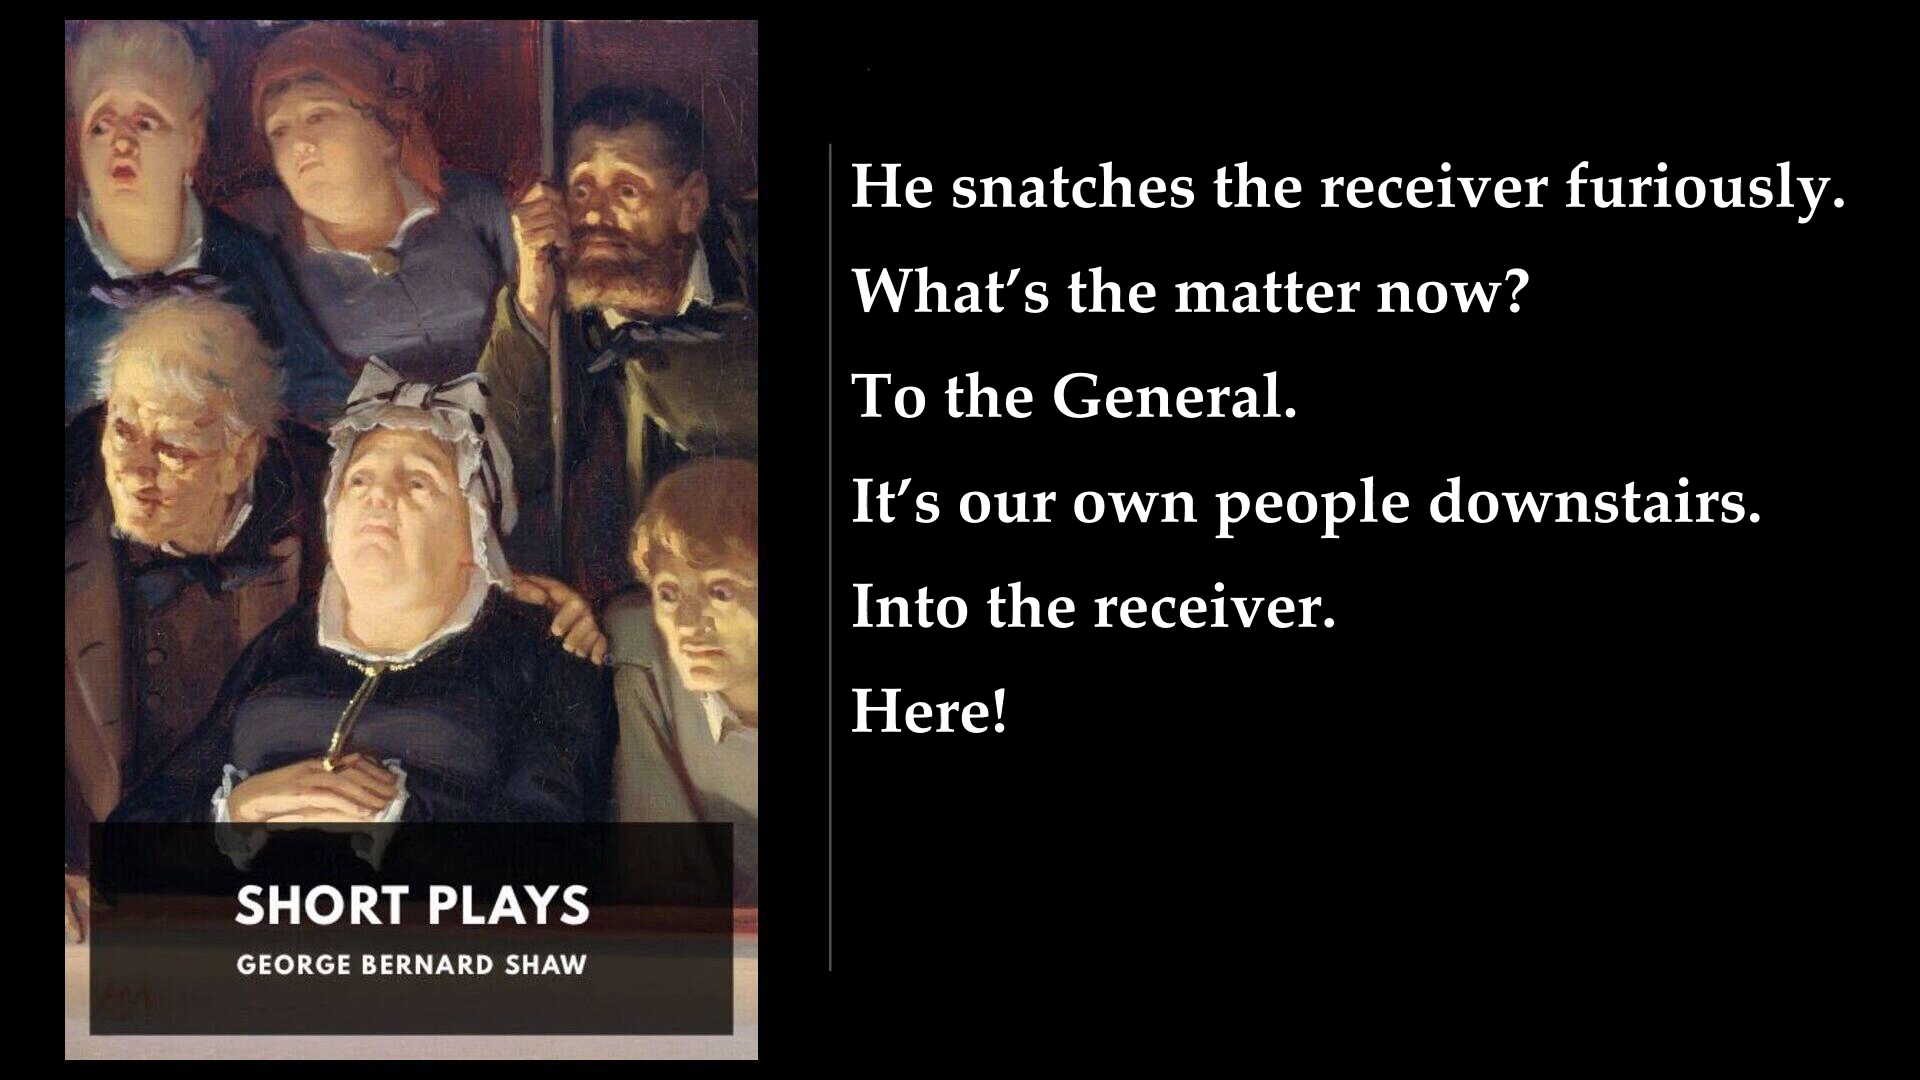 He snatches the receiver furiously.
What’s the matter now?
To the General.
It’s our own people downstairs.
Into the receiver.
Here!
SHORT PLAYS
GEORGE BERNARD SHAW